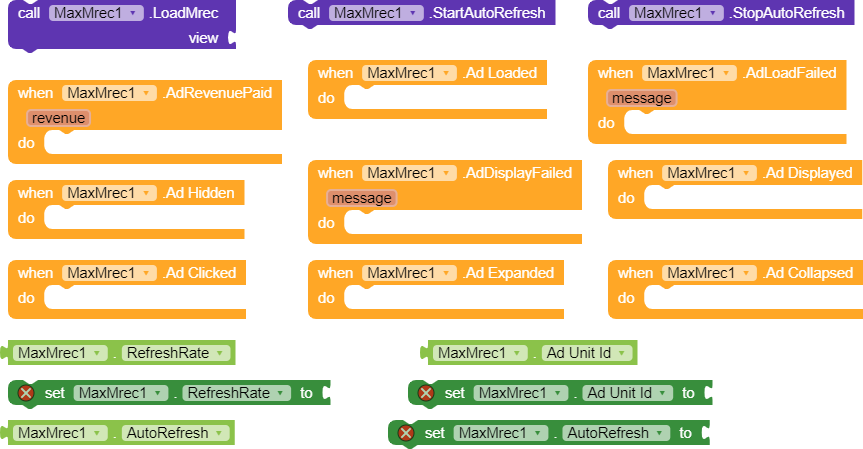 call MaxMrec1 .LoadMrec
view
call MaxMrec1 .StartAutoRefresh
call MaxMrec1 .StopAutoRefresh
when MaxMrec1 .AdRevenuePaid
revenue
do
when MaxMrec1 .Ad Loaded
do
when MaxMrec1 .AdLoadFailed
message
do
when MaxMrec1 .Ad Hidden
do
when MaxMrec1 .AdDisplayFailed
message
do
when MaxMrec1 .Ad Displayed
do
when MaxMrec1 .Ad Clicked
do
when MaxMrec1 .Ad Expanded
do
when MaxMrec1 .Ad Collapsed
do
MaxMrec1 . RefreshRate
MaxMrec1 . Ad Unit Id
set MaxMrec1 . RefreshRate to
set MaxMrec1 . Ad Unit Id to
MaxMrec1 . AutoRefresh
set MaxMrec1 . AutoRefresh to